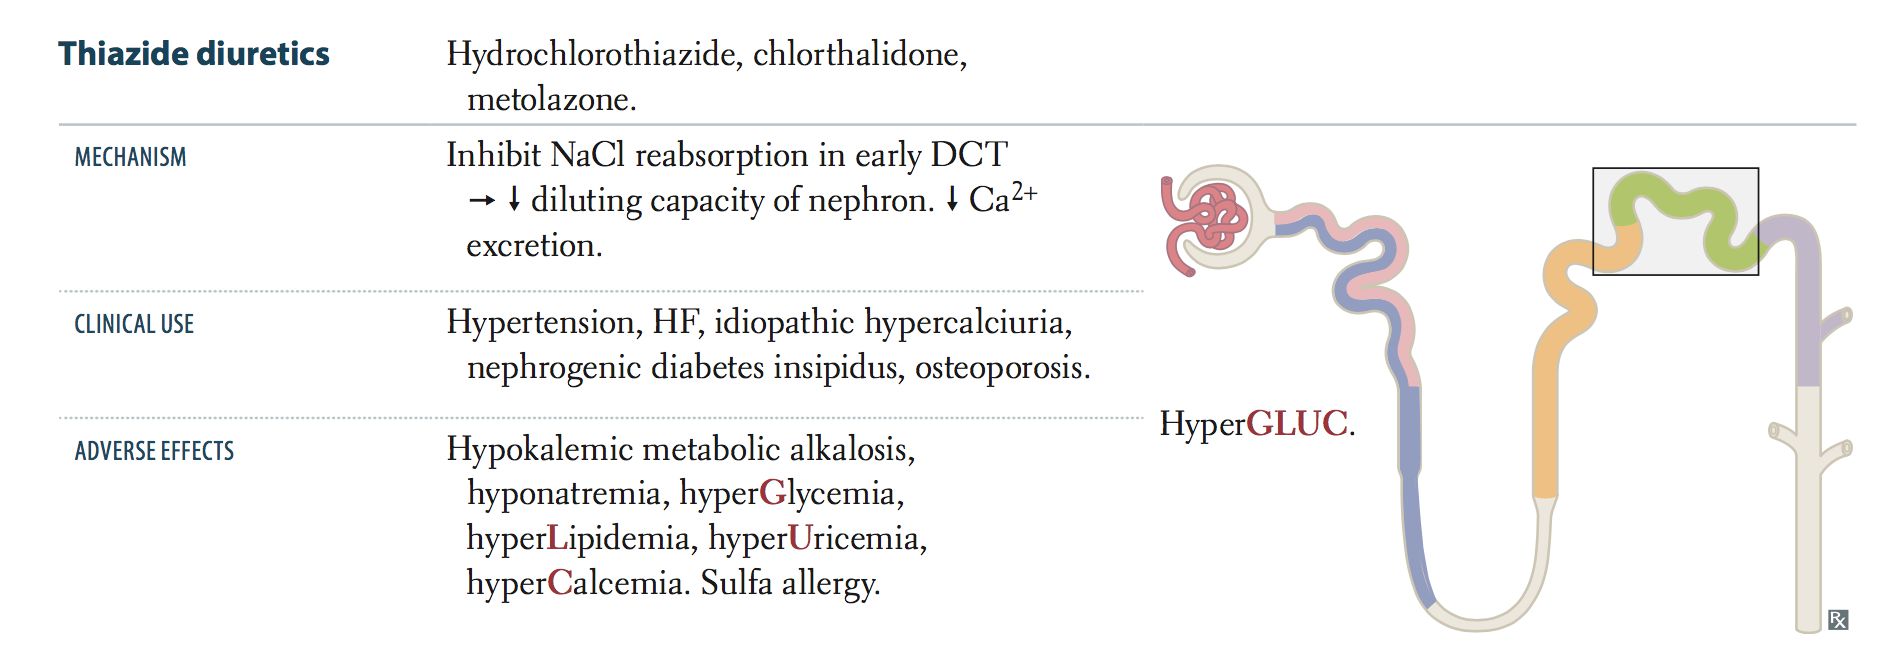 Thiazide diuretics
Hydrochlorothiazide, chlorthalidone,
metolazone.
MECHANISM
Inhibit NaCl reabsorption in early DCT
→ ↓ diluting capacity of nephron. ↓ Ca²⁺
excretion.
CLINICAL USE
Hypertension, HF, idiopathic hypercalciuria,
nephrogenic diabetes insipidus, osteoporosis.
ADVERSE EFFECTS
Hypokalemic metabolic alkalosis,
hyponatremia, hyperGlycemia,
hyperLipidemia, hyperUricemia,
hyperCalcemia. Sulfa allergy.
HyperGLUC.
Rx